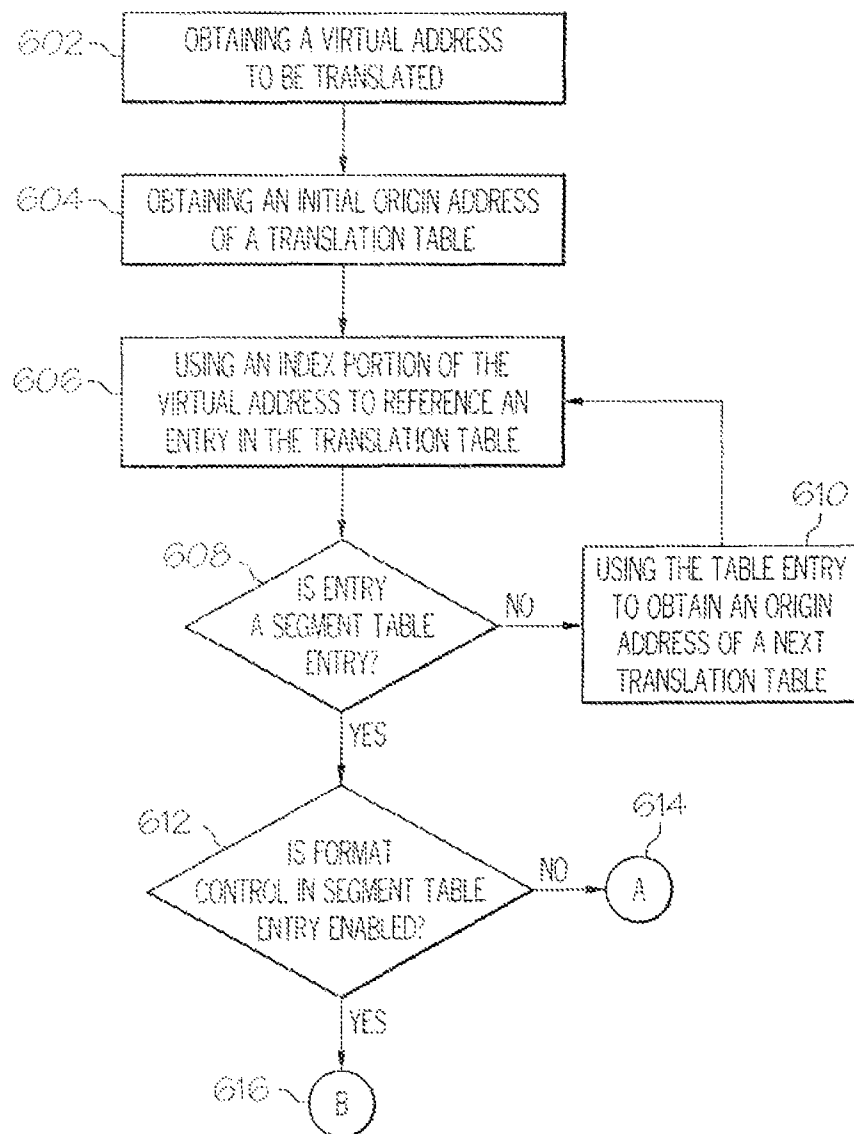 602
OBTAINING A VIRTUAL ADDRESS
TO BE TRANSLATED
604
OBTAINING AN INITIAL ORIGIN ADDRESS
OF A TRANSLATION TABLE
606
USING AN INDEX PORTION OF THE
VIRTUAL ADDRESS TO REFERENCE AN
ENTRY IN THE TRANSLATION TABLE
608
IS ENTRY
A SEGMENT TABLE
ENTRY?
NO
610
USING THE TABLE ENTRY
TO OBTAIN AN ORIGIN
ADDRESS OF A NEXT
TRANSLATION TABLE
YES
612
IS FORMAT
CONTROL IN SEGMENT TABLE
ENTRY ENABLED?
NO
614
A
YES
616
B